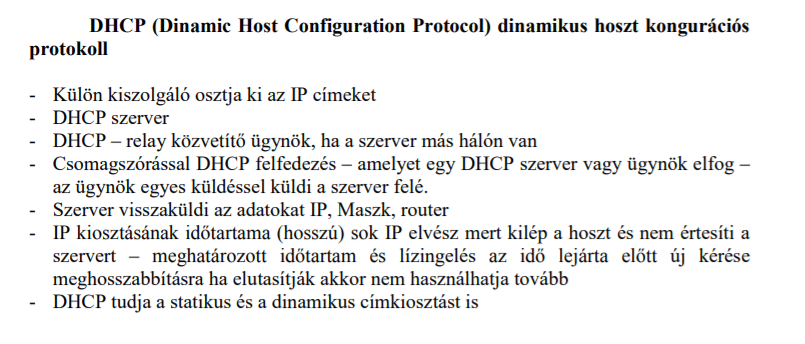 DHCP (Dinamic Host Configuration Protocol) dinamikus hoszt kongurációs
protokoll
- Külön kiszolgáló osztja ki az IP címeket
- DHCP szerver
- DHCP – relay közvetítő ügynök, ha a szerver más hálón van
- Csomagszórással DHCP felfedezés – amelyet egy DHCP szerver vagy ügynök elfog –
az ügynök egyes küldéssel küldi a szerver felé.
- Szerver visszaküldi az adatokat IP, Maszk, router
- IP kiosztásának időtartama (hosszú) sok IP elvész mert kilép a hoszt és nem értesíti a
szervert – meghatározott időtartam és lízingelés az idő lejárta előtt új kérése
meghosszabbításra ha elutasítják akkor nem használhatja tovább
- DHCP tudja a statikus és a dinamikus címkiosztást is